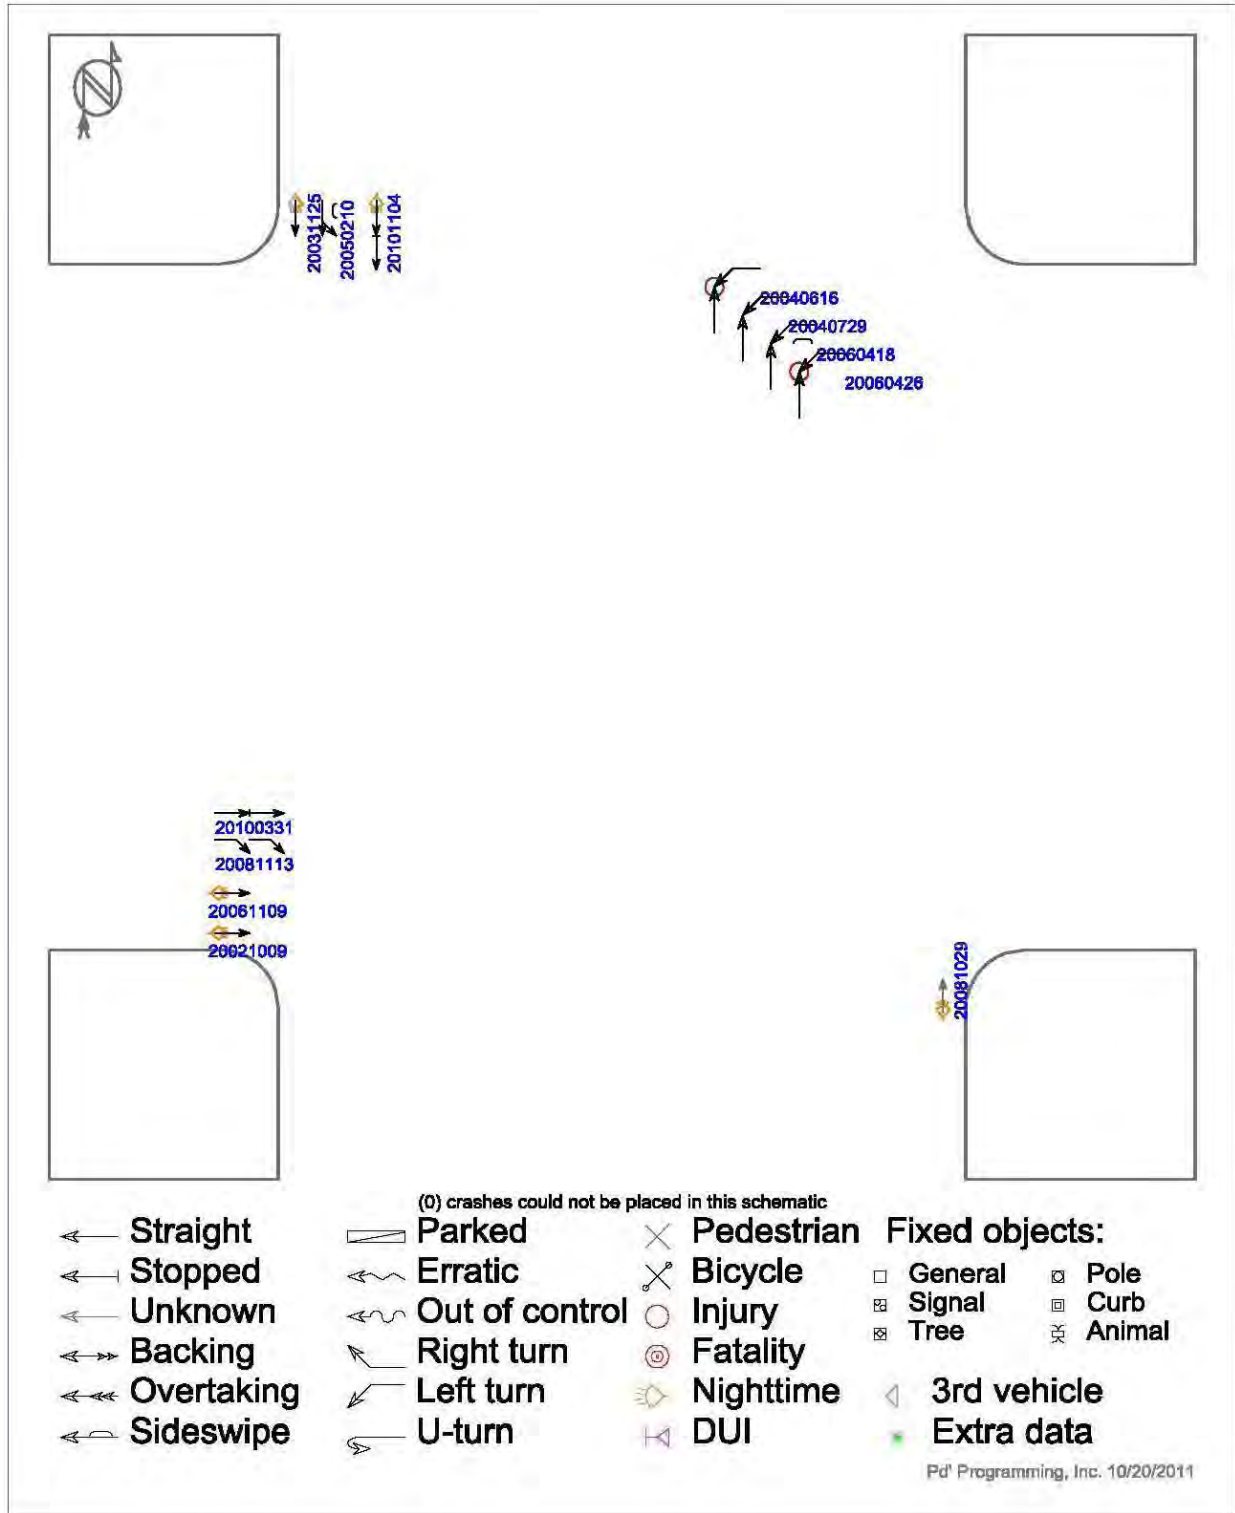 N
20031125
20050210
20101104
20040616
20040729
20060418
20060426
20100331
20081113
20061109
20021009
20081029
(0) crashes could not be placed in this schematic
Straight
Stopped
Unknown
Backing
Overtaking
Sideswipe
Parked
Erratic
Out of control
Right turn
Left turn
U-turn
Pedestrian
Bicycle
Injury
Fatality
Nighttime
DUI
Fixed objects:
General
Signal
Tree
Pole
Curb
Animal
3rd vehicle
Extra data
Pd' Programming, Inc. 10/20/2011